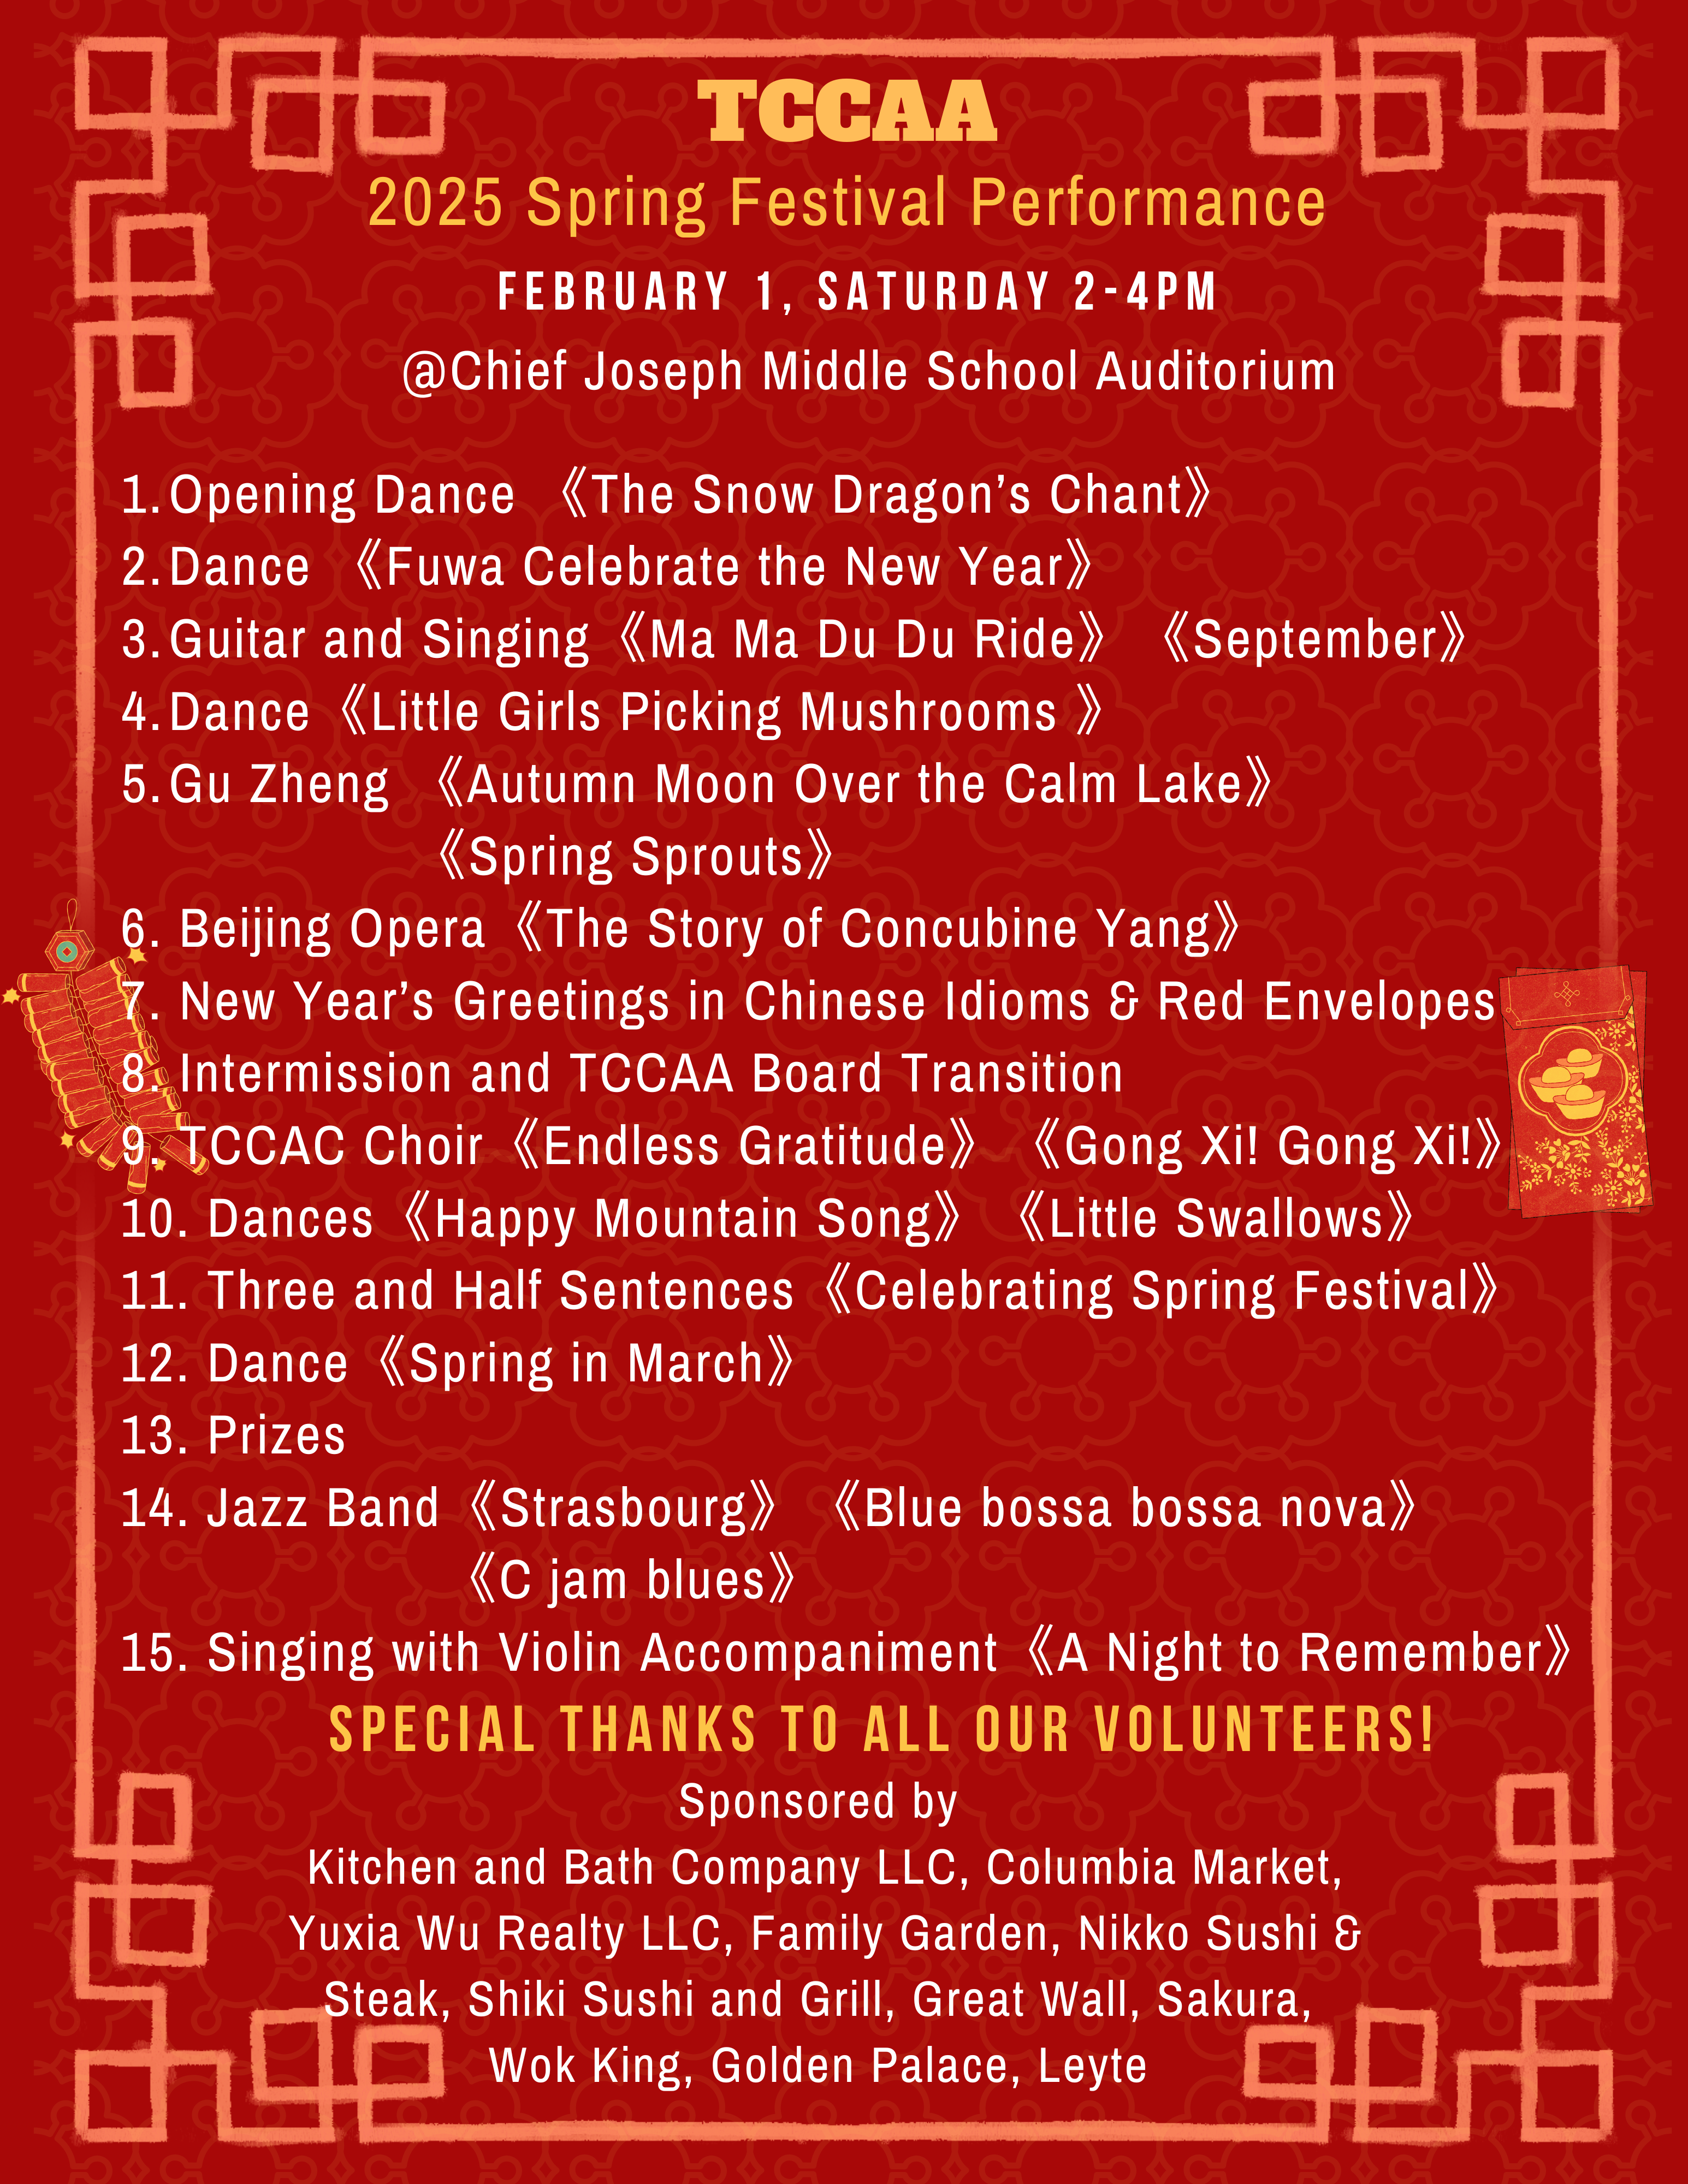 TCCAA
2025 Spring Festival Performance
FEBRUARY 1, SATURDAY 2-4PM
@Chief Joseph Middle School Auditorium
1. Opening Dance 《The Snow Dragon’s Chant》
2. Dance 《Fuwa Celebrate the New Year》
3. Guitar and Singing 《Ma Ma Du Du Ride》 《September》
4. Dance 《Little Girls Picking Mushrooms 》
5. Gu Zheng 《Autumn Moon Over the Calm Lake》
《Spring Sprouts》
6. Beijing Opera 《The Story of Concubine Yang》
7. New Year’s Greetings in Chinese Idioms & Red Envelopes
8. Intermission and TCCAA Board Transition
9. TCCAC Choir 《Endless Gratitude》 《Gong Xi! Gong Xi!》
10. Dances 《Happy Mountain Song》 《Little Swallows》
11. Three and Half Sentences 《Celebrating Spring Festival》
12. Dance 《Spring in March》
13. Prizes
14. Jazz Band 《Strasbourg》 《Blue bossa bossa nova》
《C jam blues》
15. Singing with Violin Accompaniment 《A Night to Remember》
SPECIAL THANKS TO ALL OUR VOLUNTEERS!
Sponsored by
Kitchen and Bath Company LLC, Columbia Market,
Yuxia Wu Realty LLC, Family Garden, Nikko Sushi &
Steak, Shiki Sushi and Grill, Great Wall, Sakura,
Wok King, Golden Palace, Leyte